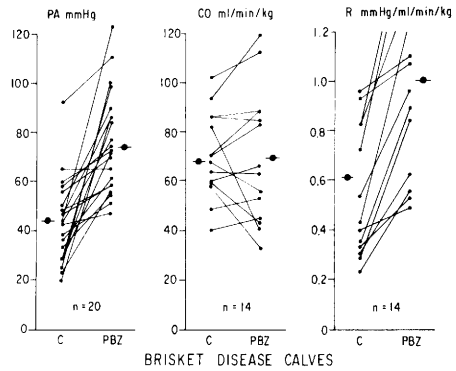 PA mmHg
CO ml/min/kg
R mmHg/ml/min/kg
120
100
80
60
40
20
0
n = 20
C
PBZ
120
100
80
60
40
20
0
n = 14
C
PBZ
1.2
1.0
0.8
0.6
0.4
0.2
0
n = 14
C
PBZ
BRISKET DISEASE CALVES